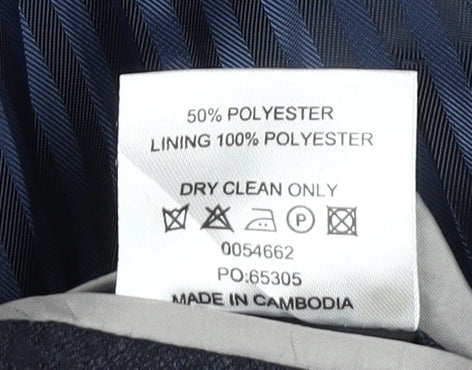 50% POLYESTER
LINING 100% POLYESTER
DRY CLEAN ONLY
P
0054662
PO:65305
MADE IN CAMBODIA